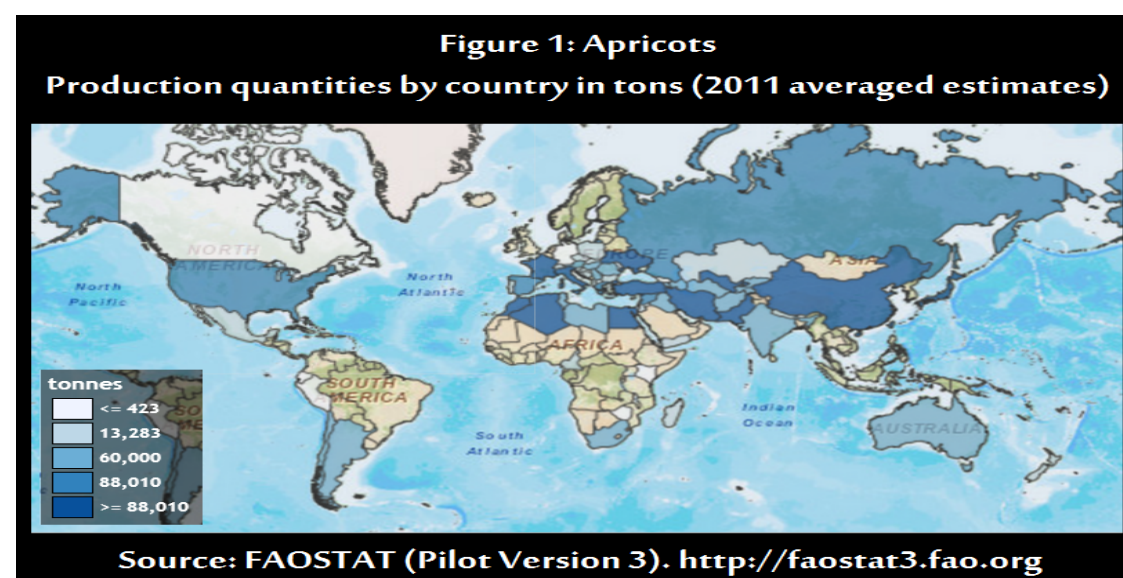 Figure 1: Apricots
Production quantities by country in tons (2011 averaged estimates)
NORTH
AMERICA
EUROPE
ASIA
North
Pacific
North
Atlantic
AFRICA
SOUTH
AMERICA
Indian
Ocean
South
Atlantic
AUSTRALIA
tonnes
<= 423
13,283
60,000
88,010
>= 88,010
Source: FAOSTAT (Pilot Version 3). http://faostat3.fao.org